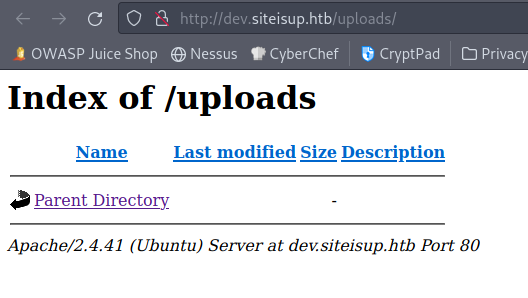 http://dev.siteisup.htb/uploads/
OWASP Juice Shop Nessus CyberChef CryptPad Privacy
Index of /uploads
Name Last modified Size Description
Parent Directory -
Apache/2.4.41 (Ubuntu) Server at dev.siteisup.htb Port 80